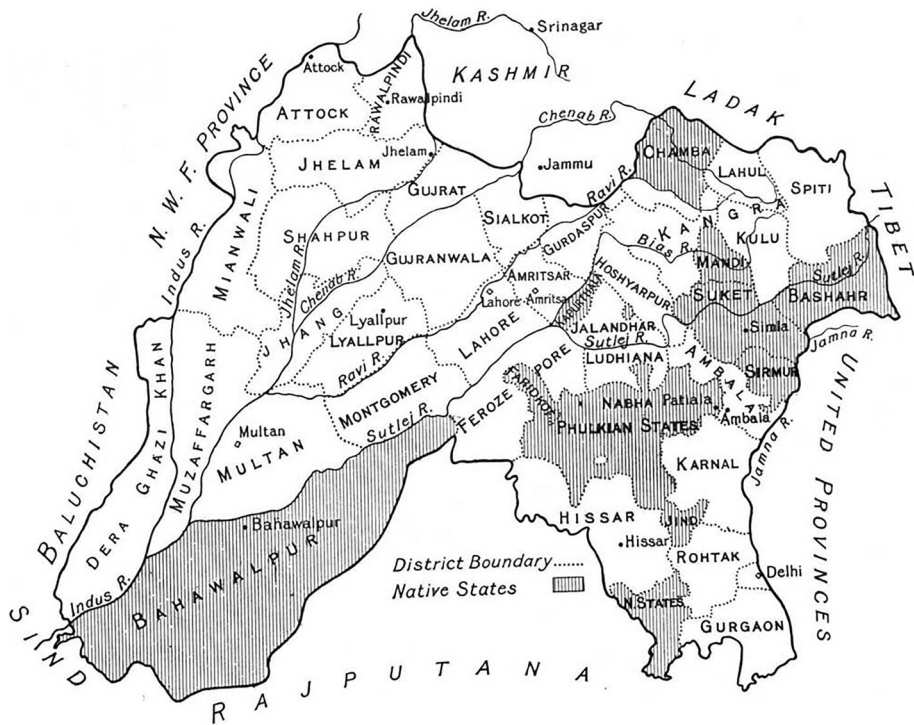 Jhelam R.
Srinagar
KASHMIR
N. W. F. PROVINCE
Attock
ATTOCK
RAWALPINDI
Rawalpindi
LADAK
Chenab R.
Jammu
CHAMBA
LAHUL
SPITI
TIBET
JHELAM
Jhelam
GUJRAT
Ravi R.
SIALKOT
GURDASPUR
KANGRA
KULU
Bias R.
MANDI
Sutlej R.
Indus R.
MIANWALI
SHAHPUR
Jhelam R.
Chenab R.
GUJRANWALA
AMRITSAR
Lahore
Amritsar
KAPURTHALA
HOSHYARPUR
SUKET
BASHAHR
JHANG
Lyallpur
LYALLPUR
LAHORE
JALANDHAR
Sutlej R.
Simla
Jamna R.
Ravi R.
LUDHIANA
AMBALA
SIRMUR
BALUCHISTAN
DERA GHAZI KHAN
MUZAFFARGARH
MONTGOMERY
FEROZEPORE
FARIDKOT
NABHA
Patiala
Ambala
PHULKIAN STATES
Jamna R.
UNITED PROVINCES
Multan
MULTAN
Sutlej R.
KARNAL
Bahawalpur
BAHAWALPUR
HISSAR
Hissar
JIND
ROHTAK
Delhi
District Boundary......
Native States
N. STATES
GURGAON
Indus R.
SIND
RAJPUTANA